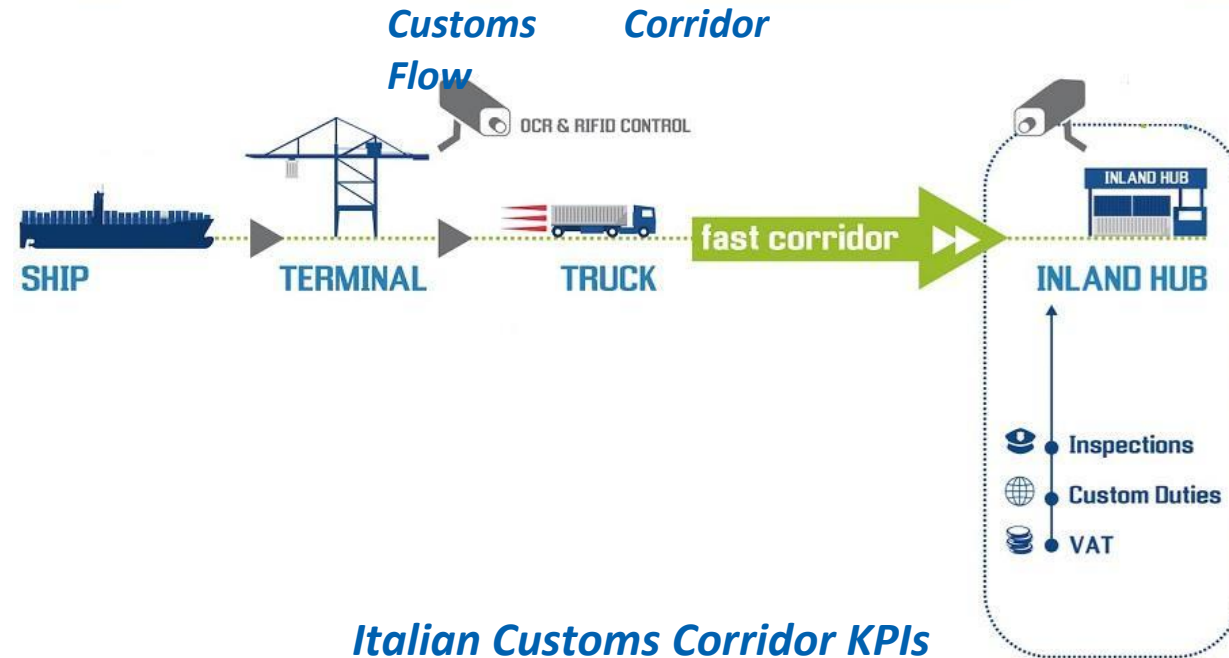 Customs Corridor
Flow
OCR & RIFID CONTROL
INLAND HUB
fast corridor
SHIP
TERMINAL
TRUCK
INLAND HUB
Inspections
Custom Duties
VAT
Italian Customs Corridor KPIs